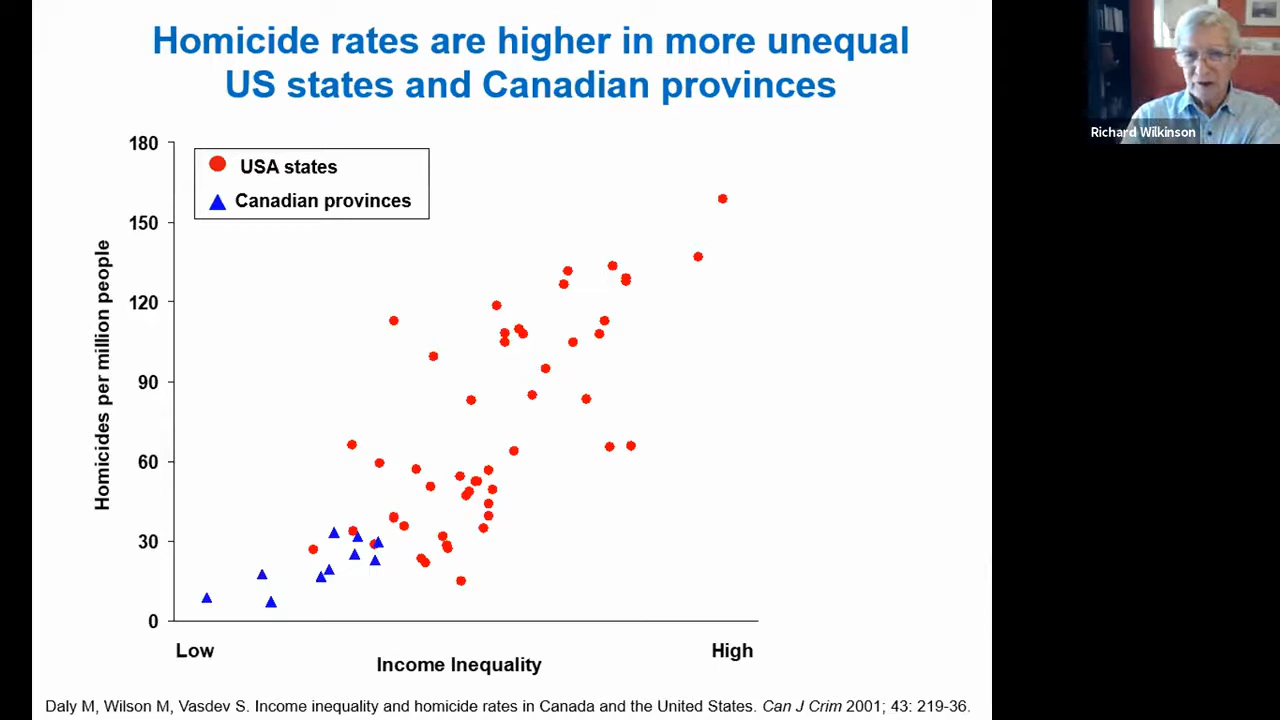 Homicide rates are higher in more unequal
US states and Canadian provinces
Richard Wilkinson
180
150
120
90
60
30
0
Homicides per million people
USA states
Canadian provinces
Low
High
Income Inequality
Daly M, Wilson M, Vasdev S. Income inequality and homicide rates in Canada and the United States. Can J Crim 2001; 43: 219-36.